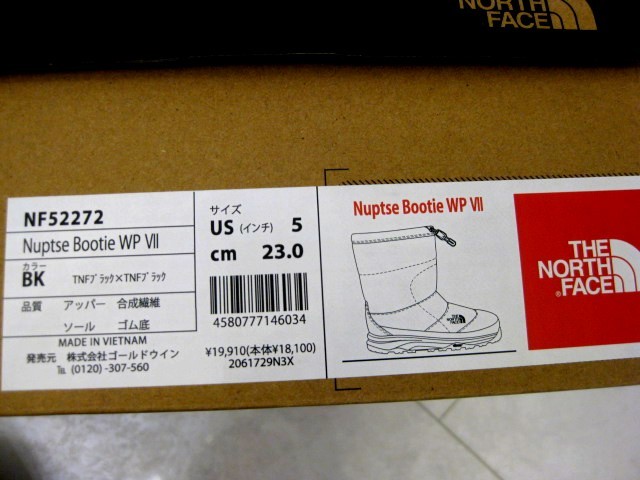 NORTH
FACE
NF52272
Nuptse Bootie WP VII
カラー
BK TNFブラック×TNFブラック
品質 アッパー 合成繊維
ソール ゴム底
MADE IN VIETNAM
発売元 株式会社ゴールドウイン
℡ (0120) -307-560
サイズ
US (インチ) 5
cm 23.0
4580777146034
¥19,910(本体¥18,100)
2061729N3X
Nuptse Bootie WP VII
THE
NORTH
FACE